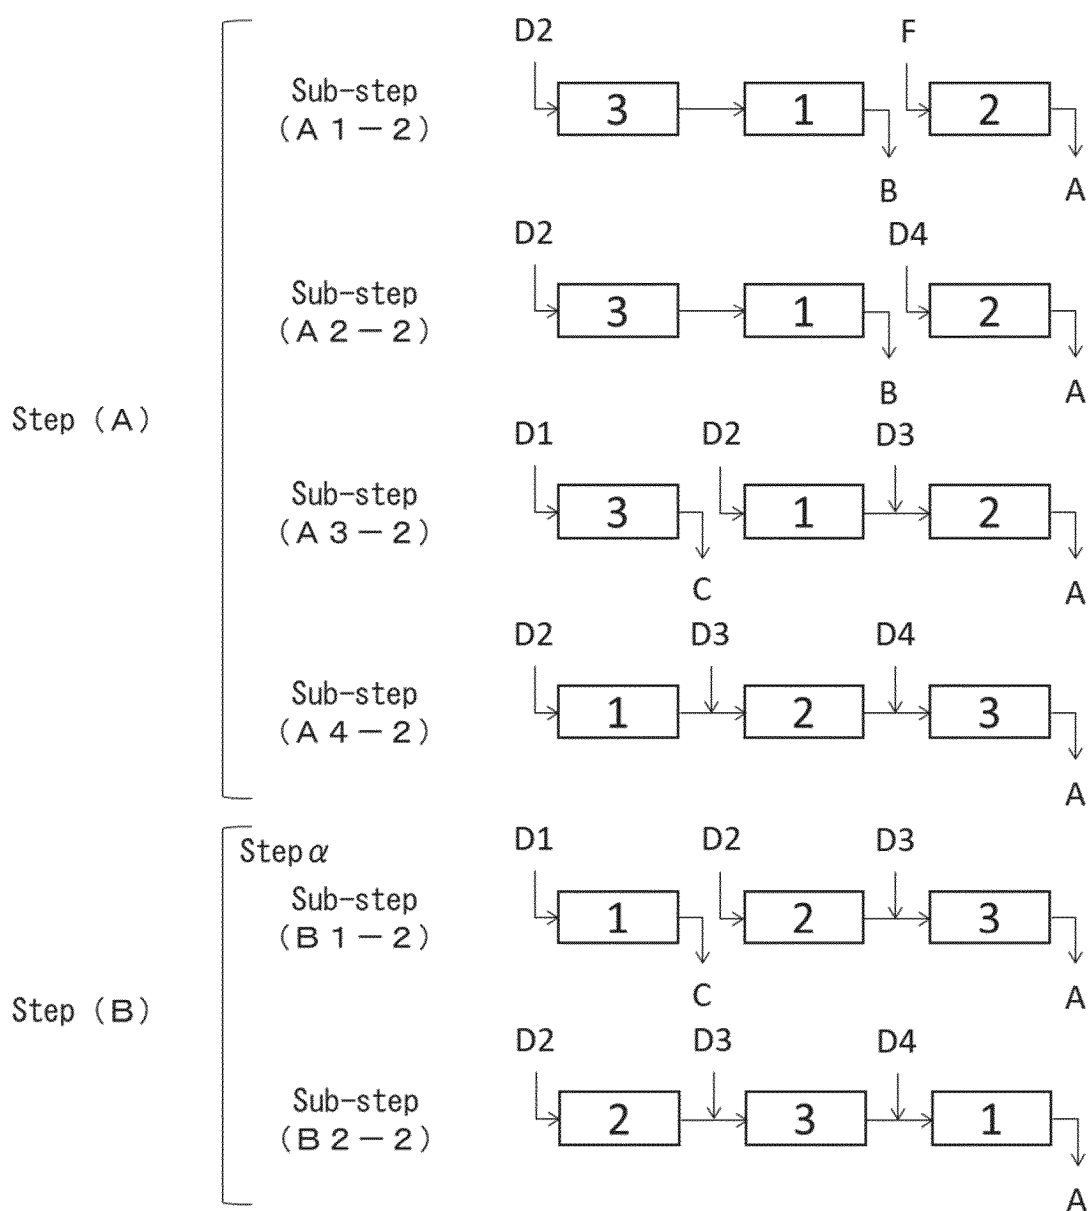 D2 F
Sub-step
(A1-2)
3 1 2
B A
D2 D4
Sub-step
(A2-2)
3 1 2
B A
Step (A)
D1 D2 D3
Sub-step
(A3-2)
3 1 2
C A
D2 D3 D4
Sub-step
(A4-2)
1 2 3
A
Step α
D1 D2 D3
Sub-step
(B1-2)
1 2 3
C A
Step (B)
D2 D3 D4
Sub-step
(B2-2)
2 3 1
A